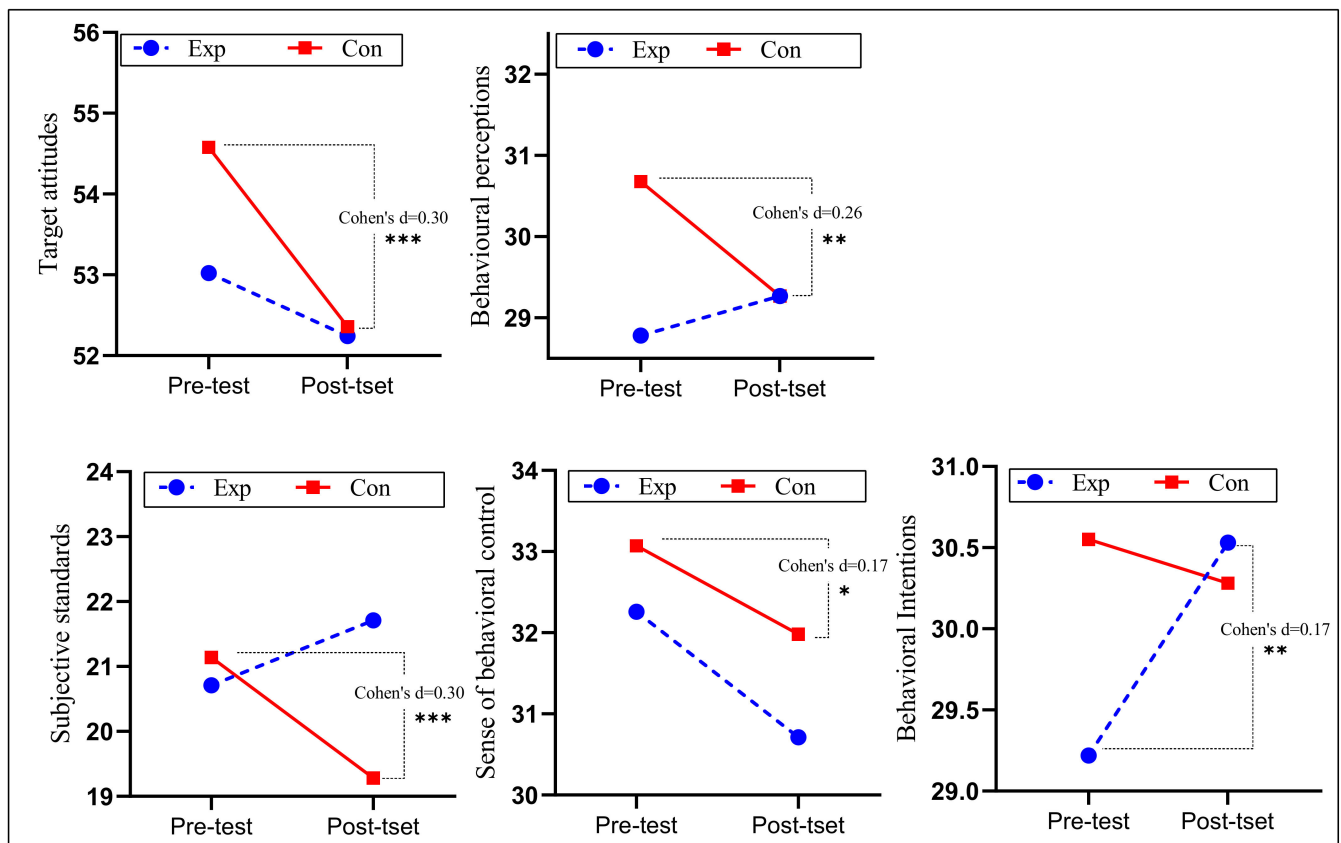 Target attitudes
56
55
54
53
52
Exp
Con
Cohen's d=0.30
***
Pre-test
Post-tset
Behavioural perceptions
32
31
30
29
28
Exp
Con
Cohen's d=0.26
**
Pre-test
Post-tset
Subjective standards
24
23
22
21
20
19
Exp
Con
Cohen's d=0.30
***
Pre-test
Post-tset
Sense of behavioral control
34
33
32
31
30
Exp
Con
Cohen's d=0.17
*
Pre-test
Post-tset
Behavioral Intentions
31.0
30.5
30.0
29.5
29.0
Exp
Con
Cohen's d=0.17
**
Pre-test
Post-tset